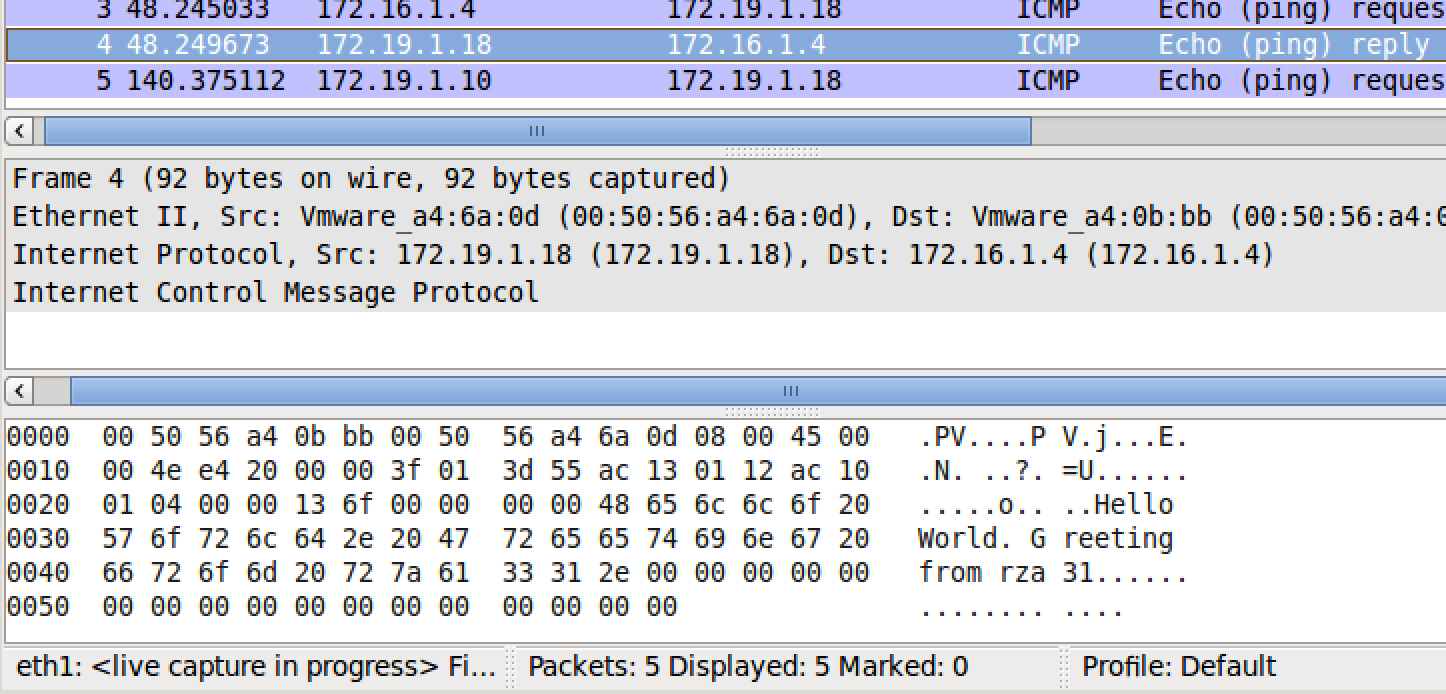 3 48.245033 172.16.1.4 172.19.1.18 ICMP Echo (ping) reques
4 48.249673 172.19.1.18 172.16.1.4 ICMP Echo (ping) reply
5 140.375112 172.19.1.10 172.19.1.18 ICMP Echo (ping) reques
Frame 4 (92 bytes on wire, 92 bytes captured)
Ethernet II, Src: Vmware_a4:6a:0d (00:50:56:a4:6a:0d), Dst: Vmware_a4:0b:bb (00:50:56:a4:0
Internet Protocol, Src: 172.19.1.18 (172.19.1.18), Dst: 172.16.1.4 (172.16.1.4)
Internet Control Message Protocol
0000 00 50 56 a4 0b bb 00 50 56 a4 6a 0d 08 00 45 00 .PV....P V.j...E.
0010 00 4e e4 20 00 00 3f 01 3d 55 ac 13 01 12 ac 10 .N. ..?. =U......
0020 01 04 00 00 13 6f 00 00 00 00 48 65 6c 6c 6f 20 .....o.. ..Hello
0030 57 6f 72 6c 64 2e 20 47 72 65 65 74 69 6e 67 20 World. G reeting
0040 66 72 6f 6d 20 72 7a 61 33 31 2e 00 00 00 00 00 from rza 31......
0050 00 00 00 00 00 00 00 00 00 00 00 00 ........ ....
eth1: <live capture in progress> Fi... Packets: 5 Displayed: 5 Marked: 0 Profile: Default